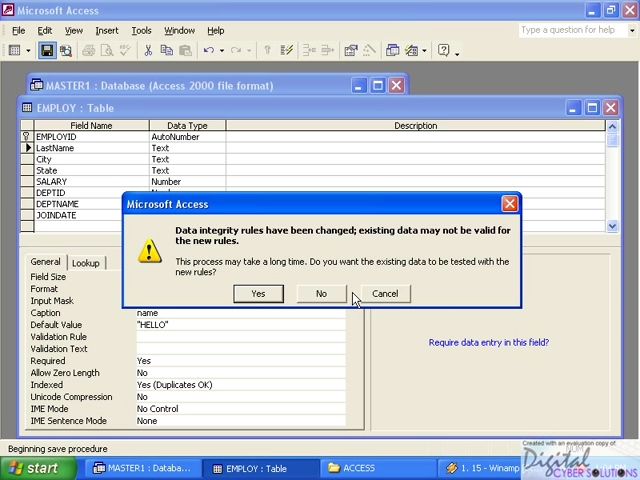 Microsoft Access
File Edit View Insert Tools Window Help
Type a question for help
MASTER1 : Database (Access 2000 file format)
EMPLOY : Table
Field Name Data Type Description
EMPLOYID AutoNumber
LastName Text
City Text
State Text
SALARY Number
DEPTID
DEPTNAME
JOINDATE
Microsoft Access
Data integrity rules have been changed; existing data may not be valid for
the new rules.
This process may take a long time. Do you want the existing data to be tested with the
new rules?
Yes No Cancel
General Lookup
Field Size
Format
Input Mask
Caption name
Default Value "HELLO"
Validation Rule
Validation Text
Required Yes
Allow Zero Length No
Indexed Yes (Duplicates OK)
Unicode Compression No
IME Mode No Control
IME Sentence Mode None
Require data entry in this field?
Beginning save procedure
NUM
Created with an evaluation copy of
Digital
CYBER SOLUTIONS
start MASTER1 : Databa... EMPLOY : Table ACCESS 1. 15 - Winamp